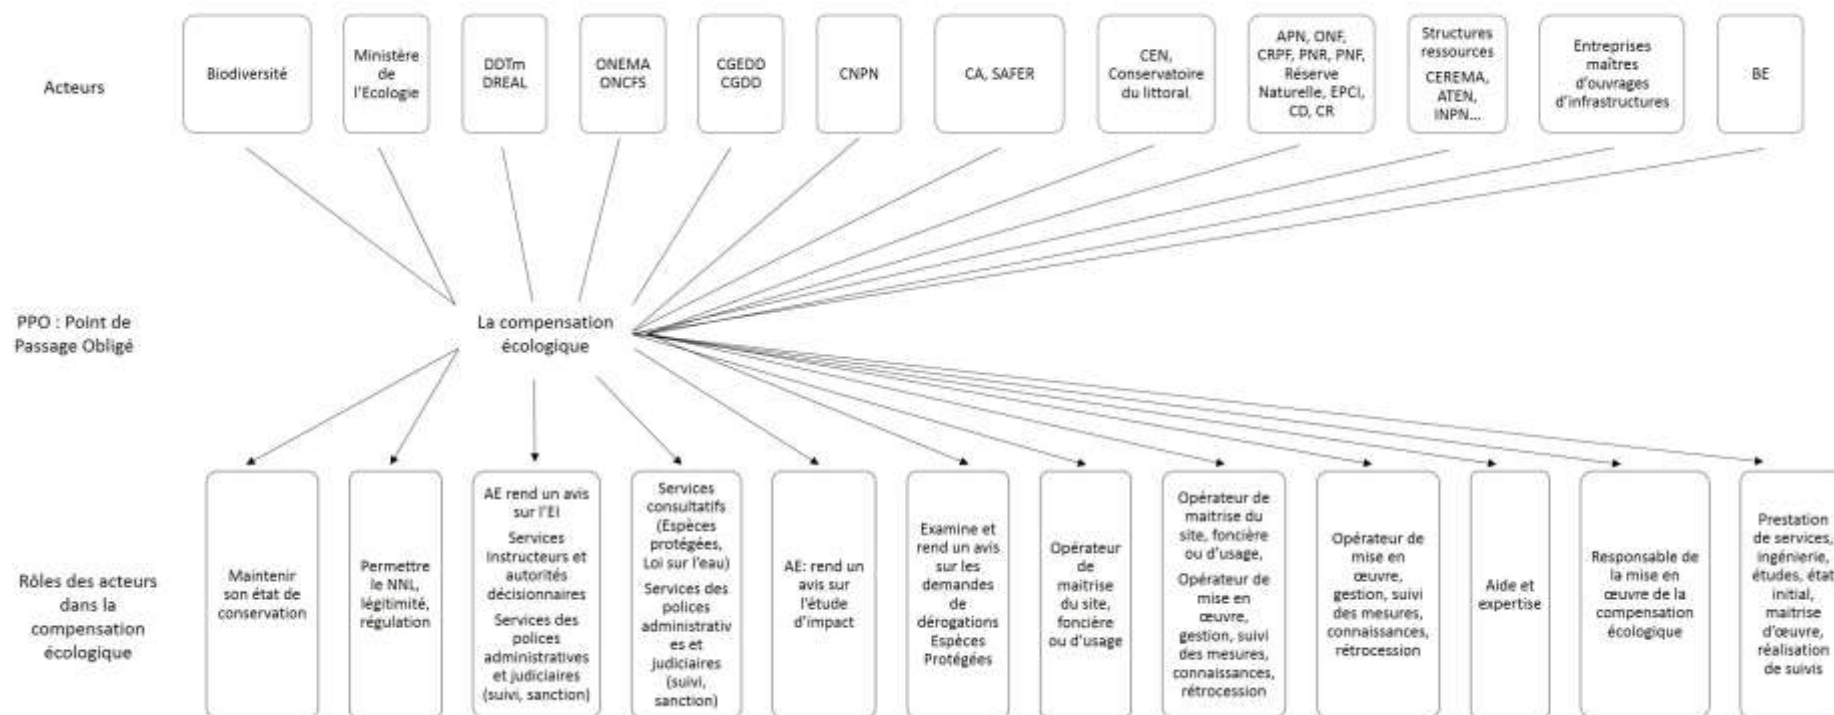 Acteurs
Biodiversité
Ministère
de
l'Ecologie
DDTm
DREAL
ONEMA
ONCFS
CGEDD
CGDD
CNPN
CA, SAFER
CEN,
Conservatoire
du littoral
APN, ONF,
CRPF, PNR, PNF,
Réserve
Naturelle, EPCI,
CD, CR
Structures
ressources
CEREMA,
ATEN,
INPN...
Entreprises
maîtres
d'ouvrages
d'infrastructures
BE
PPO : Point de
Passage Obligé
La compensation
écologique
Rôles des acteurs
dans la
compensation
écologique
Maintenir
son état de
conservation
Permettre
le NNL,
légitimité,
régulation
AE rend un avis
sur l'EI
Services
Instructeurs et
autorités
décisionnaires
Services des
polices
administratives
et judiciaires
(suivi, sanction)
Services
consultatifs
(Espèces
protégées,
Loi sur l'eau)
Services des
polices
administrativ
es et
judiciaires
(suivi,
sanction)
AE: rend un
avis sur
l'étude
d'impact
Examine et
rend un avis
sur les
demandes
de
dérogations
Espèces
Protégées
Opérateur
de
maitrise
du site,
foncière
ou d'usage
Opérateur de
maitrise du
site, foncière
ou d'usage,
Opérateur de
mise en
œuvre,
gestion, suivi
des mesures,
connaissances,
rétrocession
Opérateur de
mise en
œuvre,
gestion, suivi
des mesures,
connaissances,
rétrocession
Aide et
expertise
Responsable de
la mise en
œuvre de la
compensation
écologique
Prestation
de services,
ingénierie,
études, état
initial,
maitrise
d'œuvre,
réalisation
de suivis